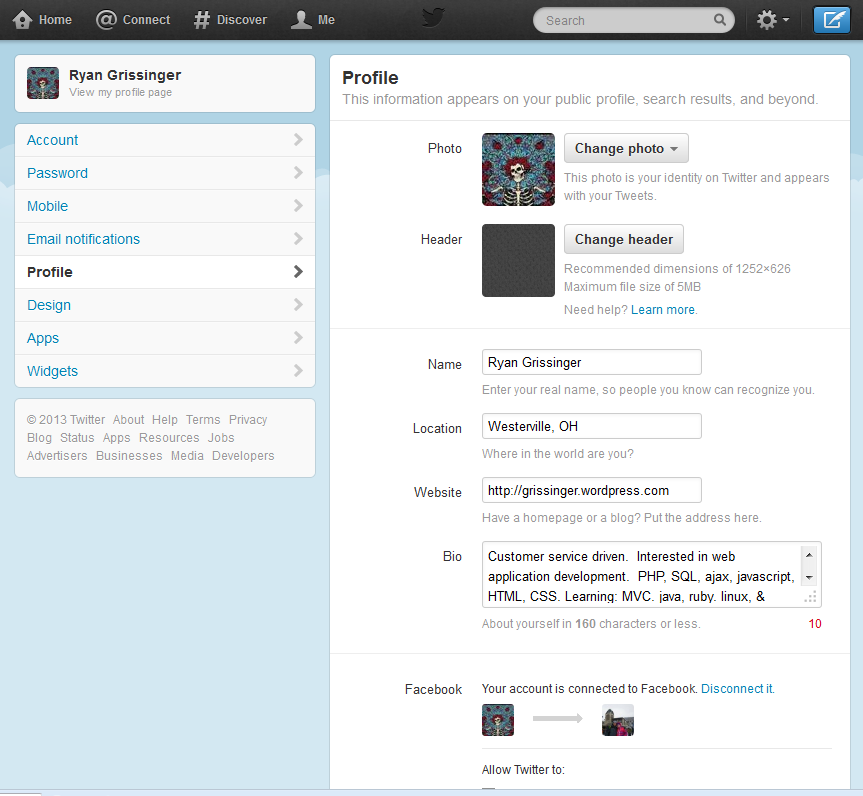 Home Connect Discover Me Search
Ryan Grissinger
View my profile page
Account
Password
Mobile
Email notifications
Profile
Design
Apps
Widgets
© 2013 Twitter About Help Terms Privacy
Blog Status Apps Resources Jobs
Advertisers Businesses Media Developers
Profile
This information appears on your public profile, search results, and beyond.
Photo
Change photo
This photo is your identity on Twitter and appears
with your Tweets.
Header
Change header
Recommended dimensions of 1252×626
Maximum file size of 5MB
Need help? Learn more.
Name
Ryan Grissinger
Enter your real name, so people you know can recognize you.
Location
Westerville, OH
Where in the world are you?
Website
http://grissinger.wordpress.com
Have a homepage or a blog? Put the address here.
Bio
Customer service driven.  Interested in web
application development.  PHP, SQL, ajax, javascript,
HTML, CSS. Learning: MVC, java, ruby, linux, &
About yourself in 160 characters or less. 10
Facebook
Your account is connected to Facebook. Disconnect it.
Allow Twitter to: